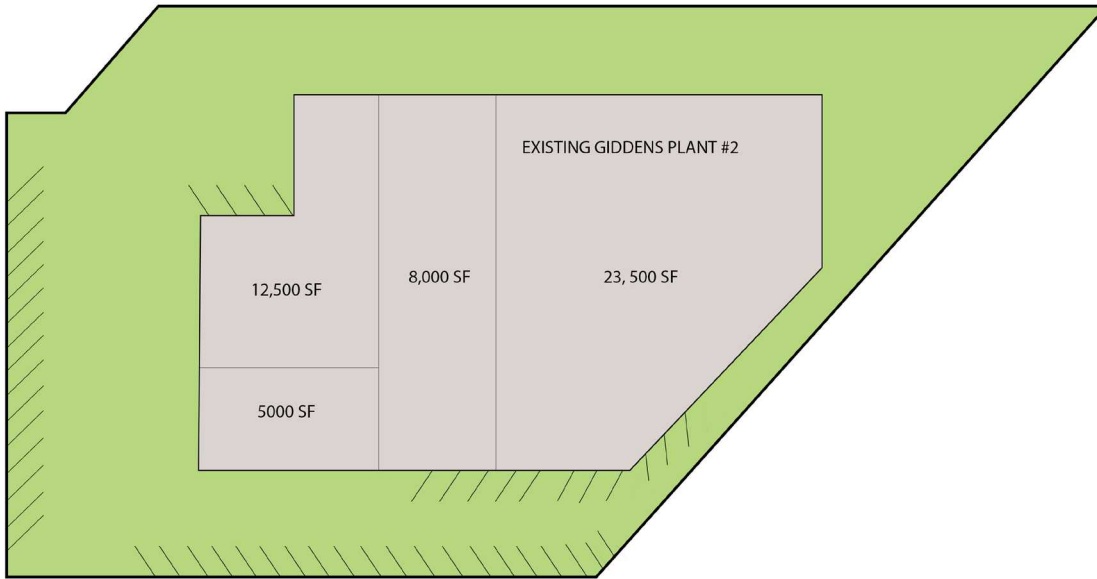 EXISTING GIDDENS PLANT #2
12,500 SF
8,000 SF
23, 500 SF
5000 SF